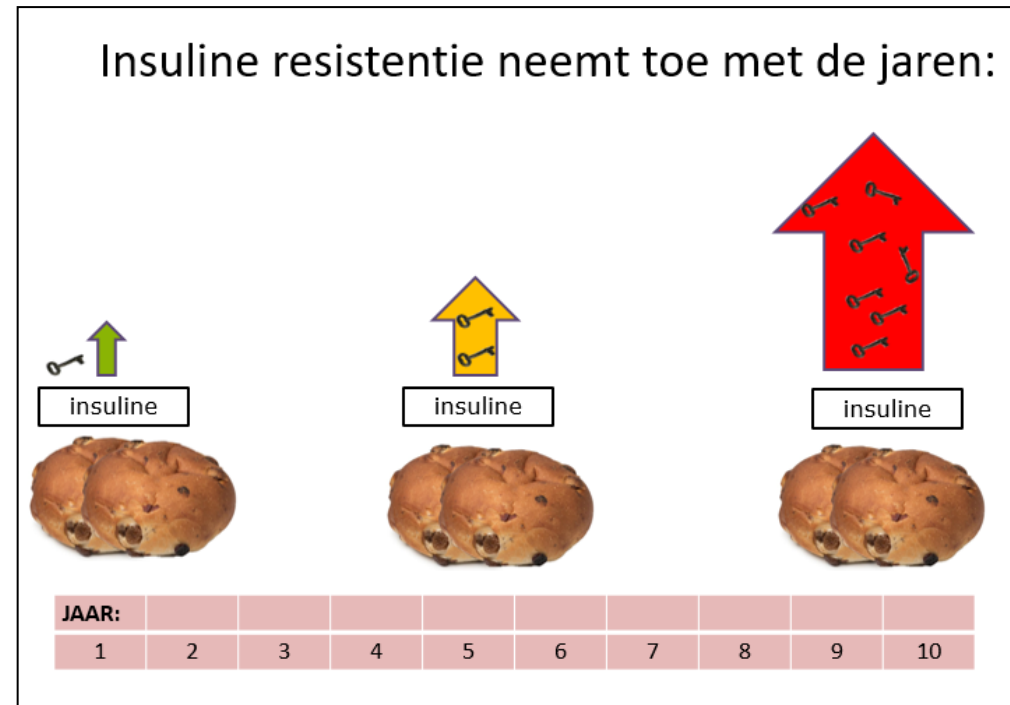 Insuline resistentie neemt toe met de jaren:
insuline
insuline
insuline
JAAR:
1 2 3 4 5 6 7 8 9 10